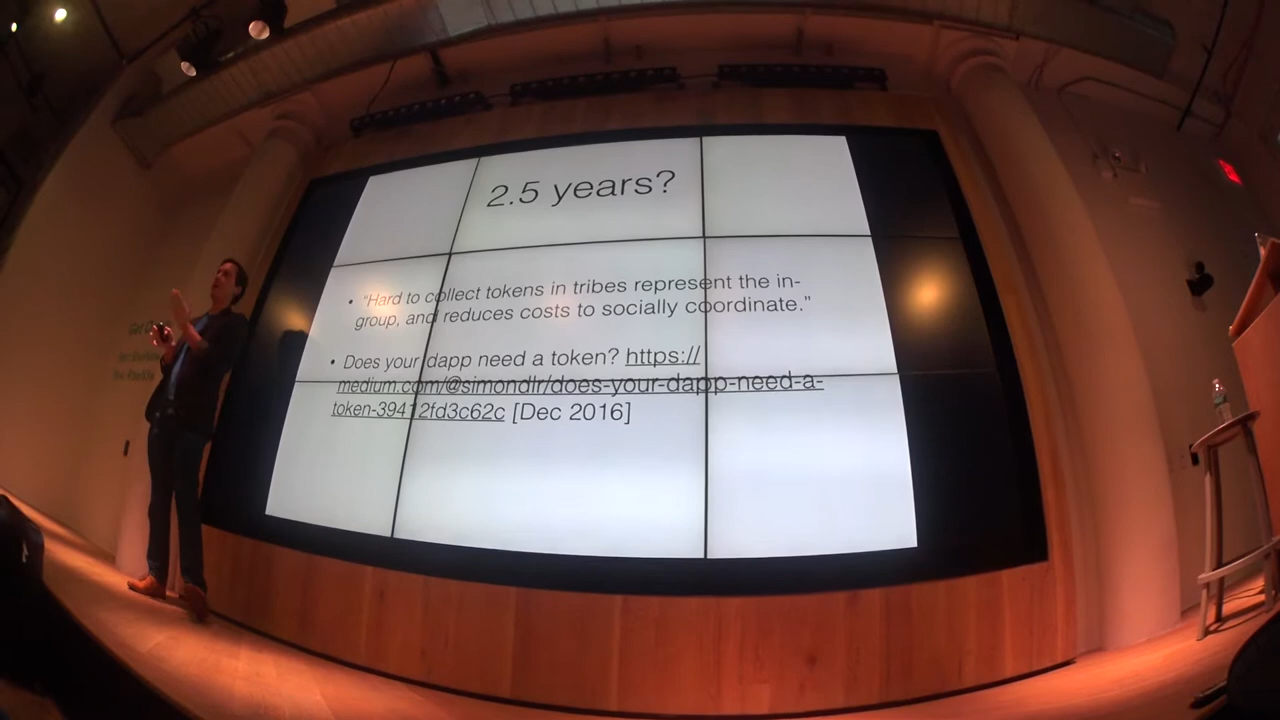 2.5 years?
• "Hard to collect tokens in tribes represent the in-
group, and reduces costs to socially coordinate."
• Does your dapp need a token? https://
medium.com/@simondlr/does-your-dapp-need-a-
token-39412fd3c62c [Dec 2016]